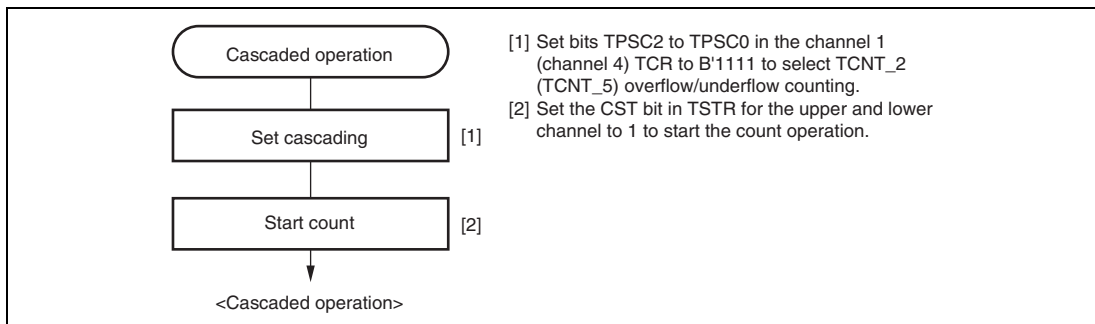 Cascaded operation
Set cascading
[1]
Start count
[2]
<Cascaded operation>
[1] Set bits TPSC2 to TPSC0 in the channel 1
(channel 4) TCR to B'1111 to select TCNT_2
(TCNT_5) overflow/underflow counting.
[2] Set the CST bit in TSTR for the upper and lower
channel to 1 to start the count operation.